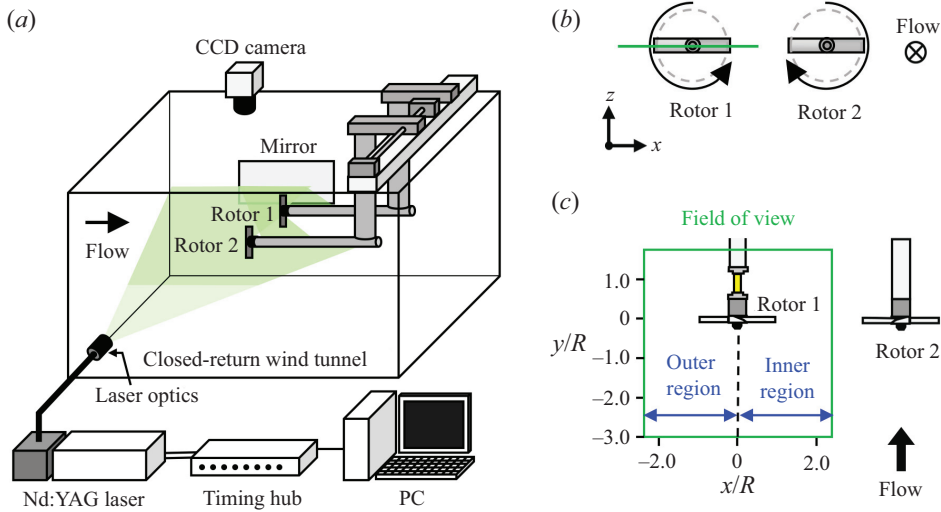 (a)
CCD camera
Mirror
Rotor 1
Rotor 2
Flow
Closed-return wind tunnel
Laser optics
Nd:YAG laser
Timing hub
PC
(b)
Rotor 1
Rotor 2
Flow
z
x
(c)
Field of view
1.0
0
–1.0
–2.0
–3.0
y/R
Rotor 1
Outer region
Inner region
–2.0
0
2.0
x/R
Rotor 2
Flow